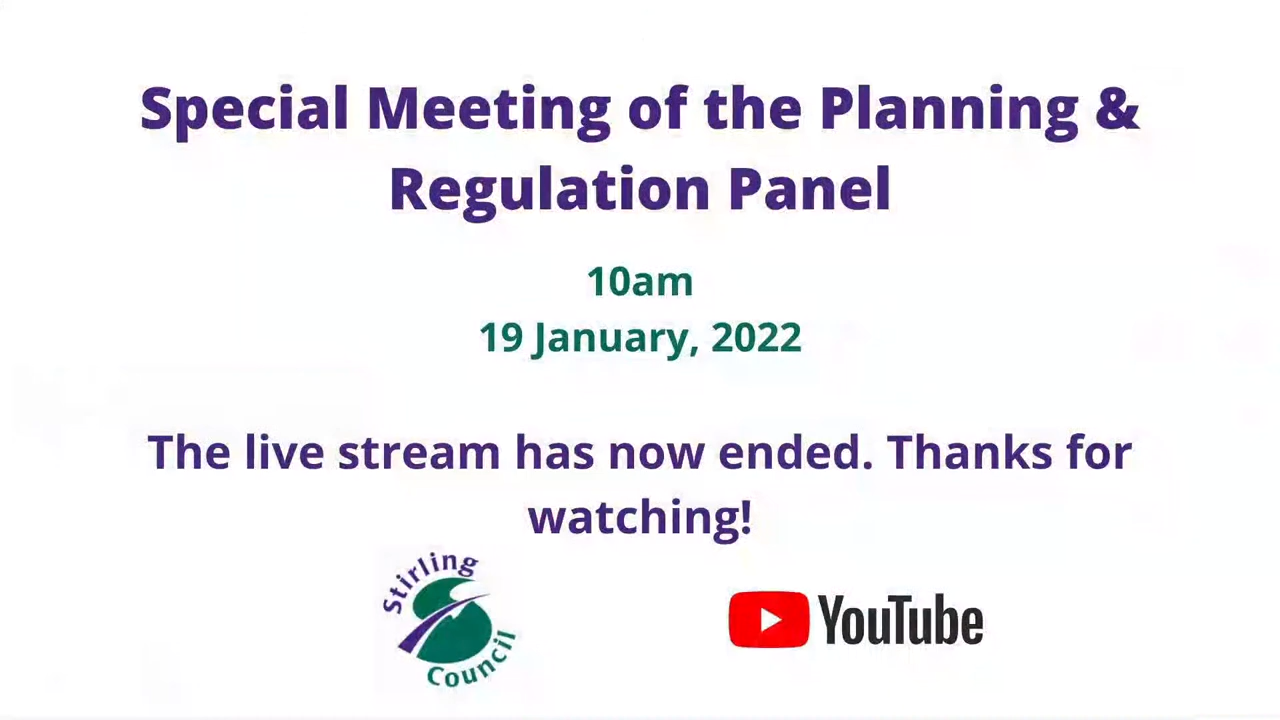 Special Meeting of the Planning &
Regulation Panel
10am
19 January, 2022
The live stream has now ended. Thanks for
watching!
Stirling
Council
YouTube